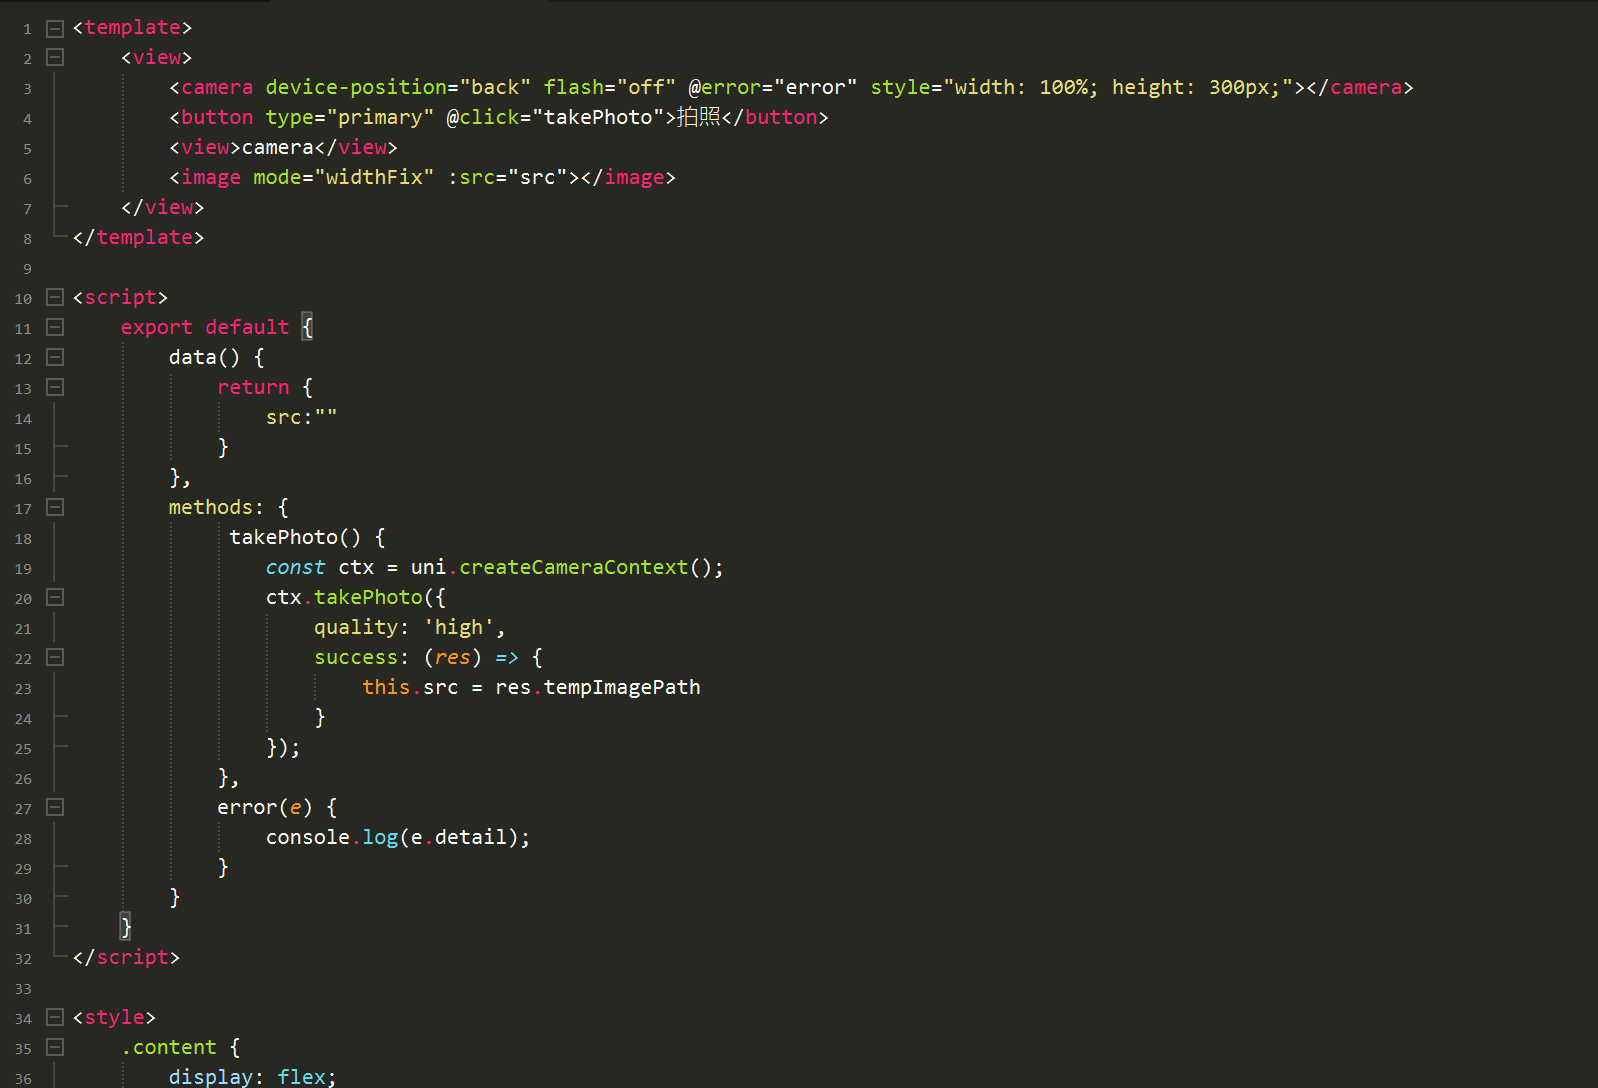 1 <template>
2 <view>
3 <camera device-position="back" flash="off" @error="error" style="width: 100%; height: 300px;"></camera>
4 <button type="primary" @click="takePhoto">拍照</button>
5 <view>camera</view>
6 <image mode="widthFix" :src="src"></image>
7 </view>
8 </template>
9
10 <script>
11 export default {
12 data() {
13 return {
14 src:""
15 }
16 },
17 methods: {
18 takePhoto() {
19 const ctx = uni.createCameraContext();
20 ctx.takePhoto({
21 quality: 'high',
22 success: (res) => {
23 this.src = res.tempImagePath
24 }
25 });
26 },
27 error(e) {
28 console.log(e.detail);
29 }
30 }
31 }
32 </script>
33
34 <style>
35 .content {
36 display: flex;